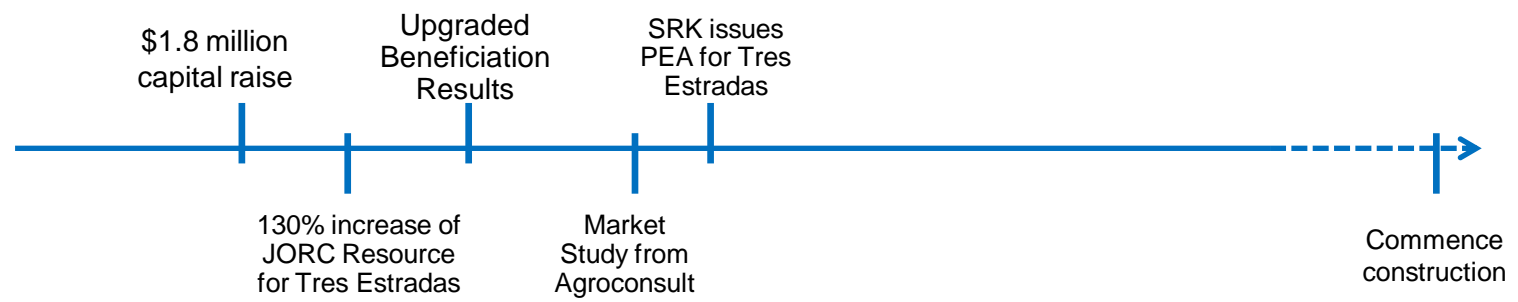 $1.8 million
capital raise
130% increase of
JORC Resource
for Tres Estradas
Upgraded
Beneficiation
Results
Market
Study from
Agroconsult
SRK issues
PEA for Tres
Estradas
Commence
construction